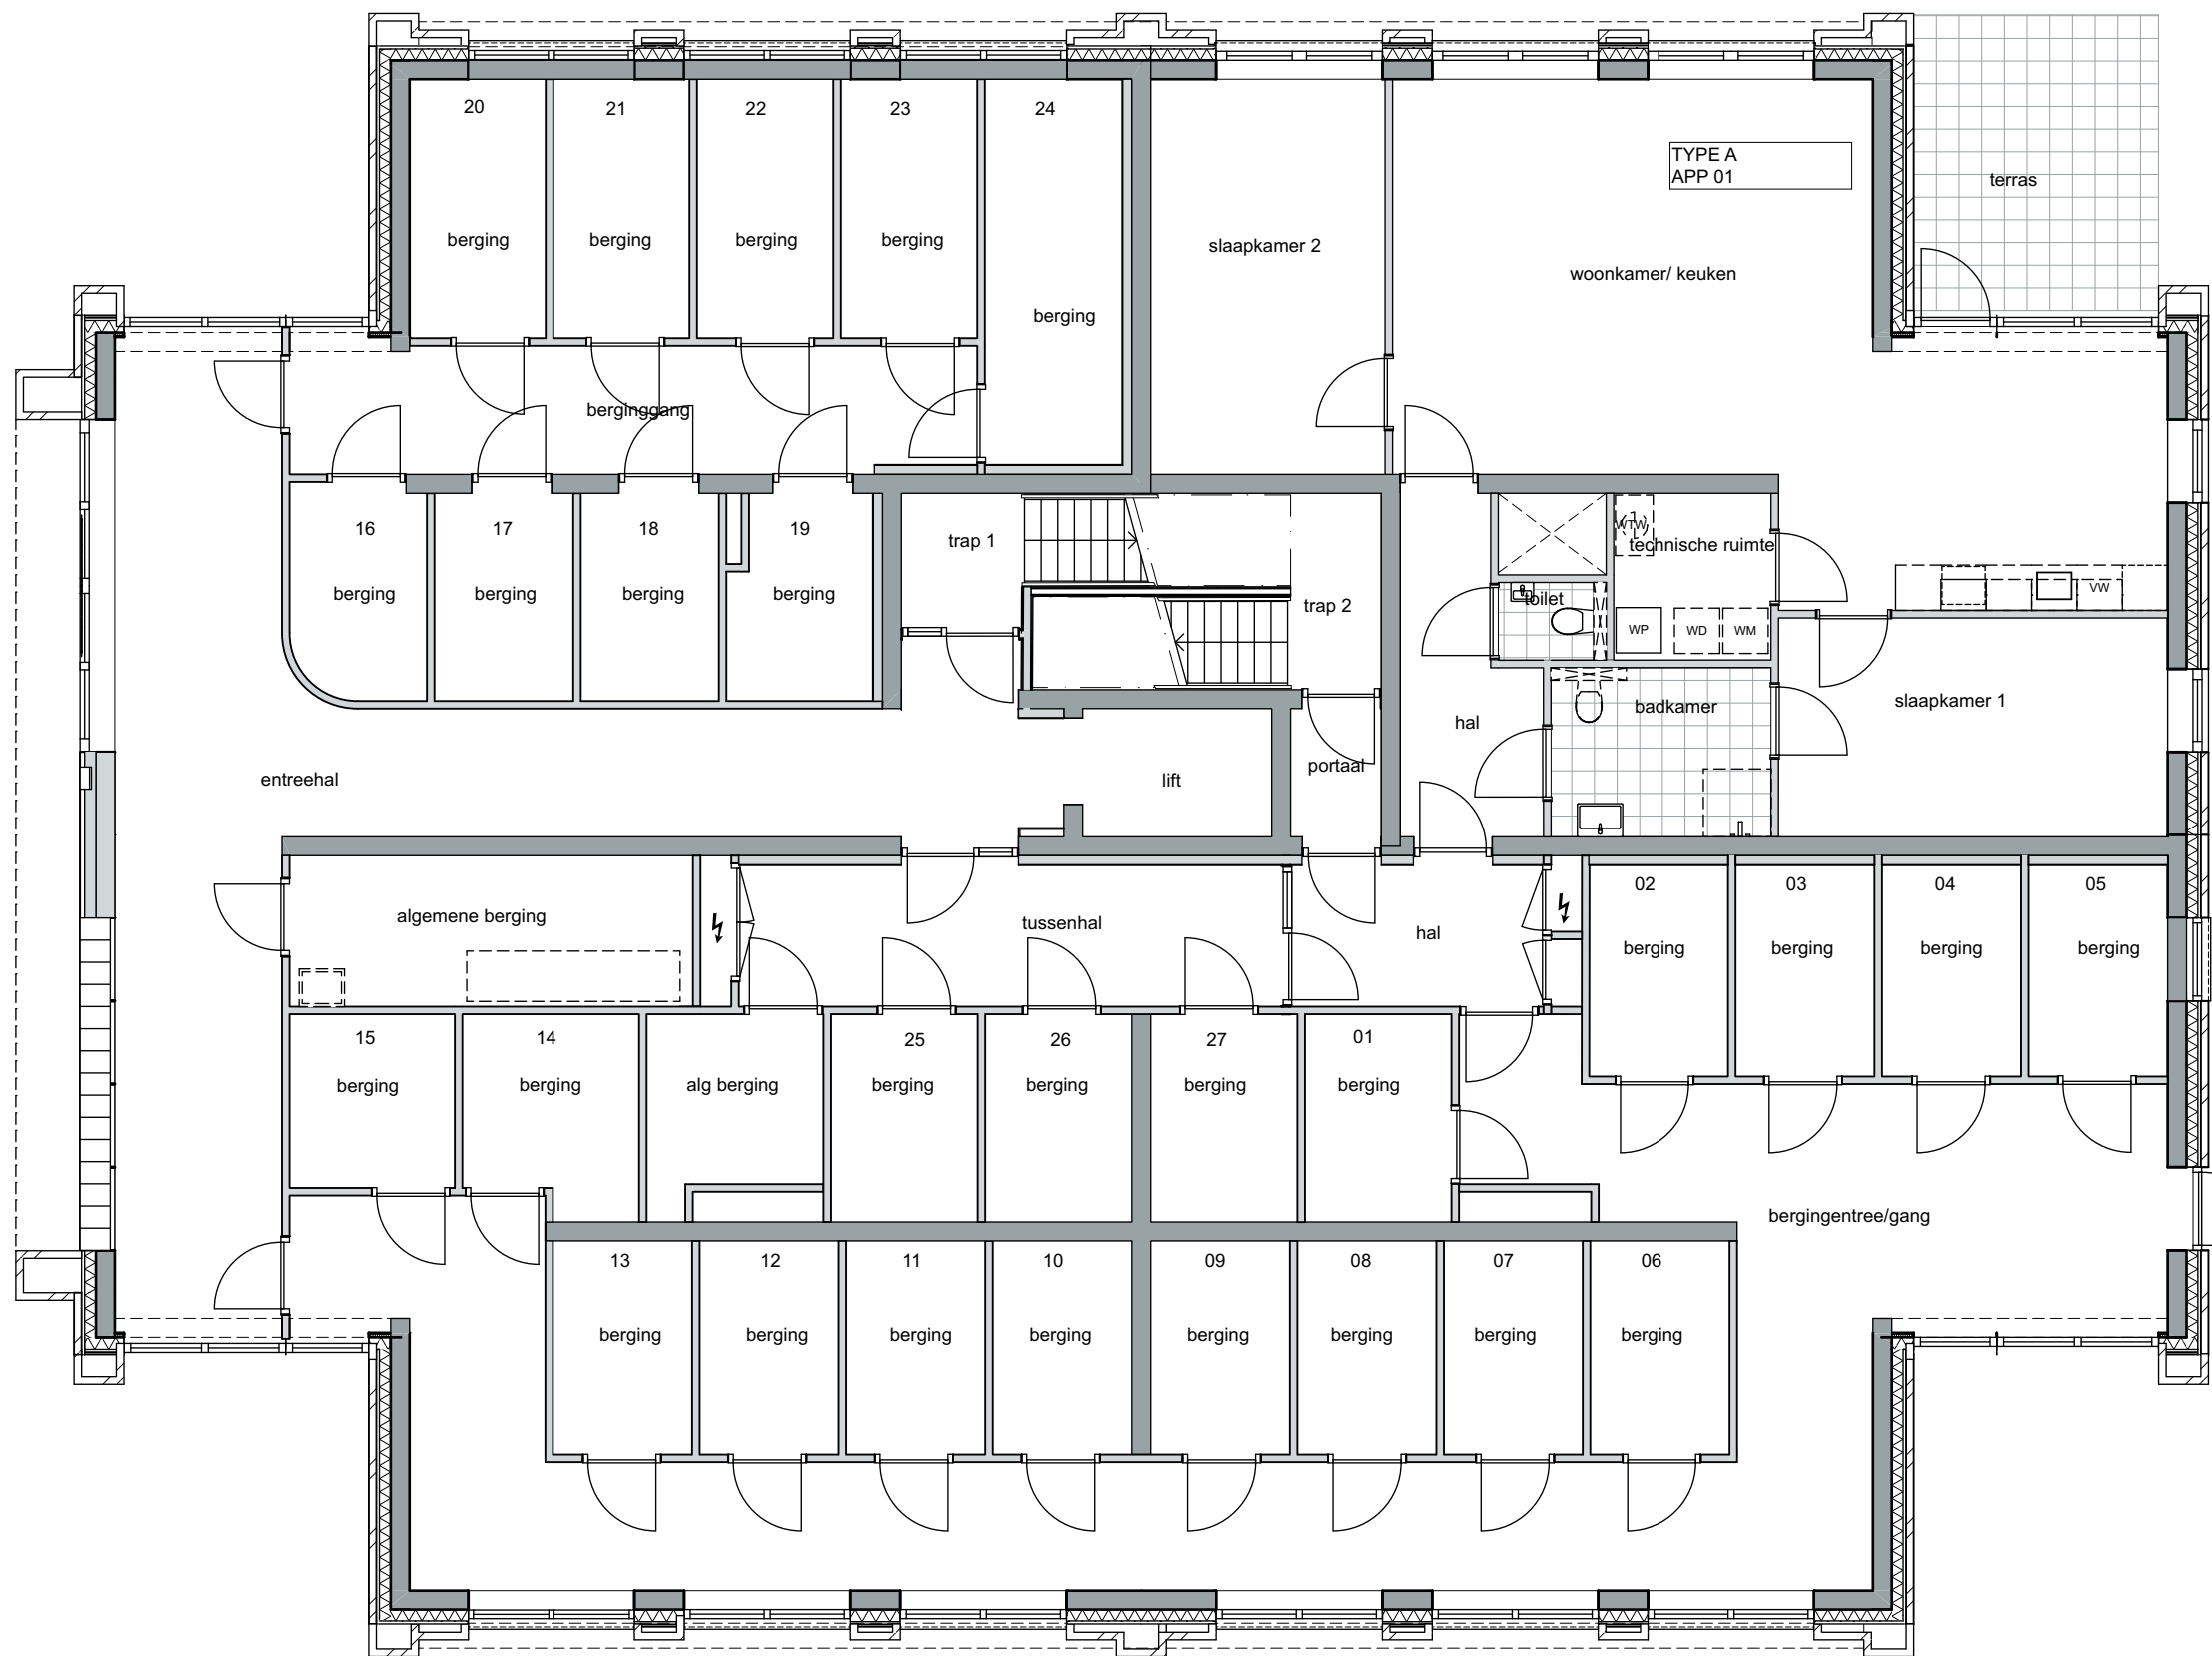 20
21
22
23
24
TYPE A
APP 01
terras
berging
berging
berging
berging
slaapkamer 2
woonkamer/ keuken
berging
berginggang
16
17
18
19
trap 1
WTW
technische ruimte
berging
berging
berging
berging
trap 2
toilet
VW
WP
WD
WM
slaapkamer 1
badkamer
hal
entreehal
lift
portaal
02
03
04
05
algemene berging
tussenhal
hal
berging
berging
berging
berging
15
14
25
26
27
01
berging
berging
alg berging
berging
berging
berging
berging
bergingentree/gang
13
12
11
10
09
08
07
06
berging
berging
berging
berging
berging
berging
berging
berging